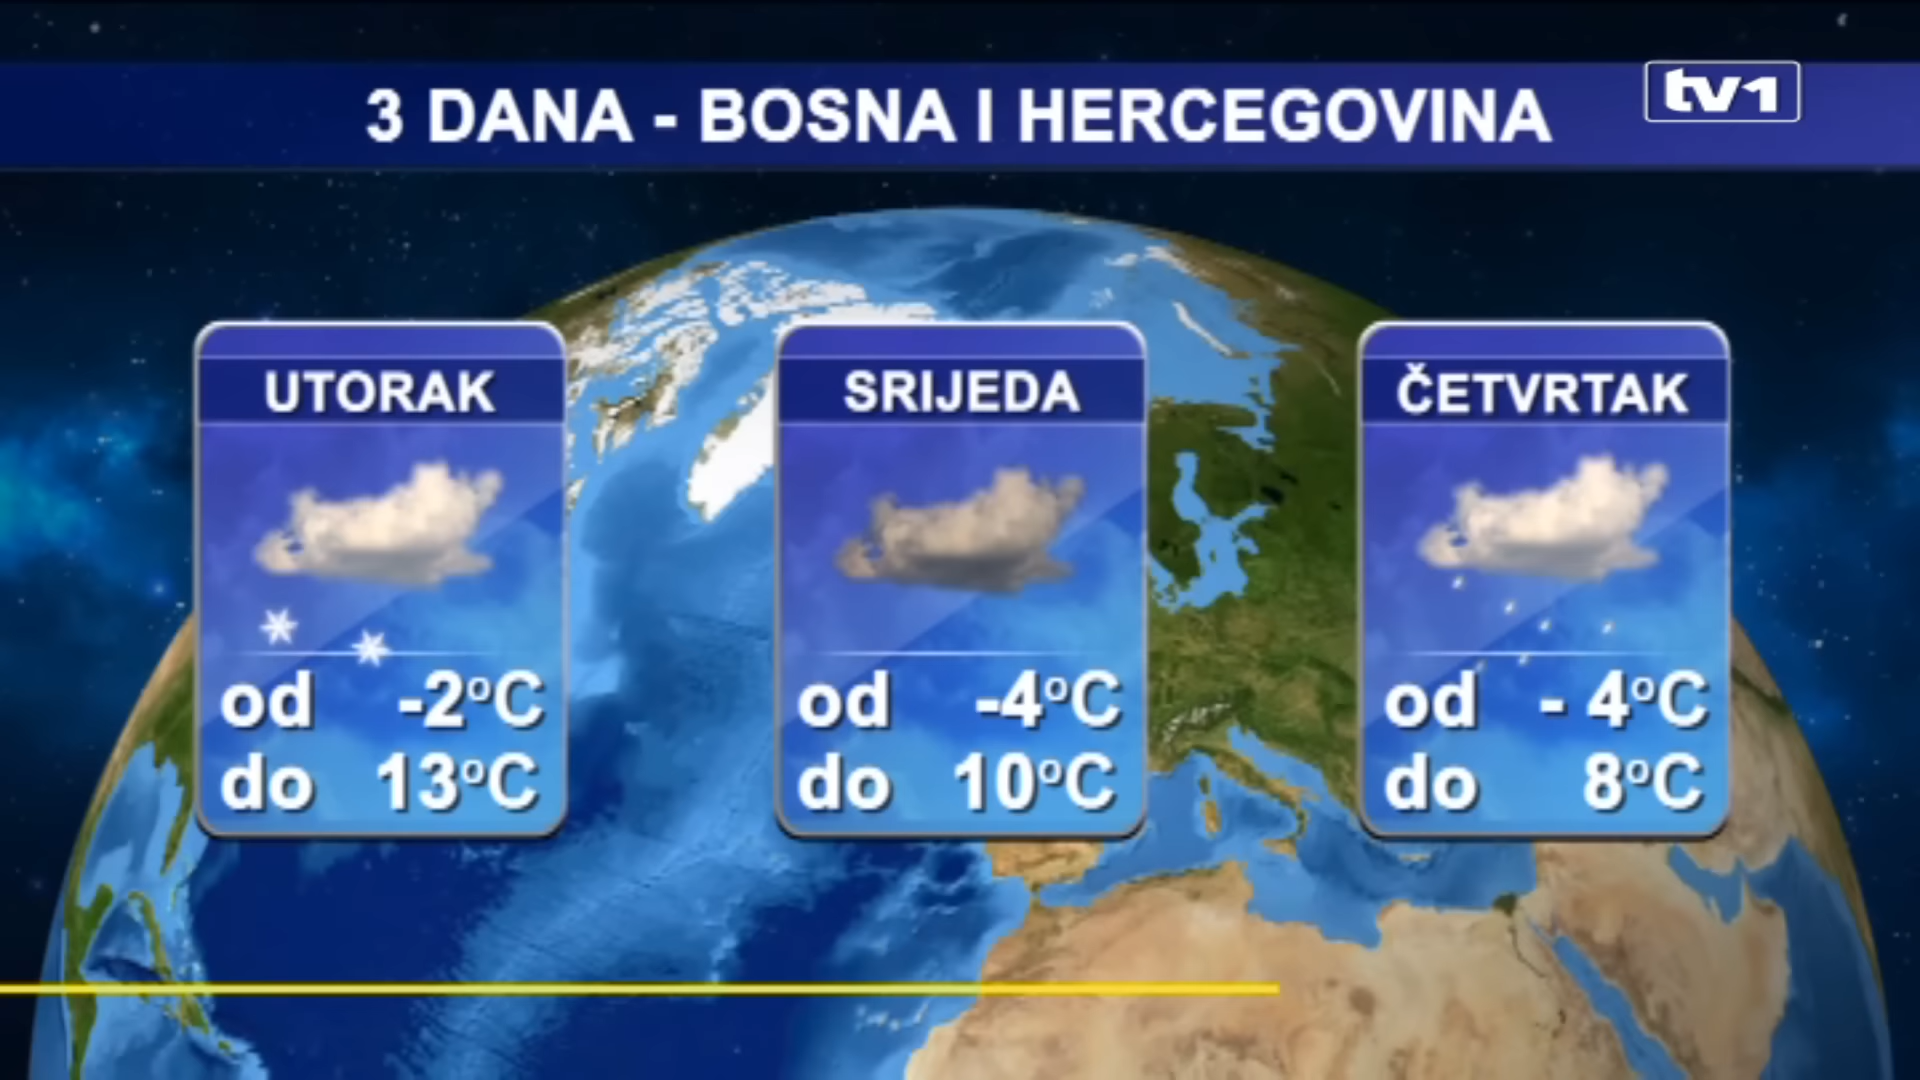 tv1
3 DANA - BOSNA I HERCEGOVINA
UTORAK
od -2°C
do 13°C
SRIJEDA
od -4°C
do 10°C
ČETVRTAK
od - 4°C
do 8°C